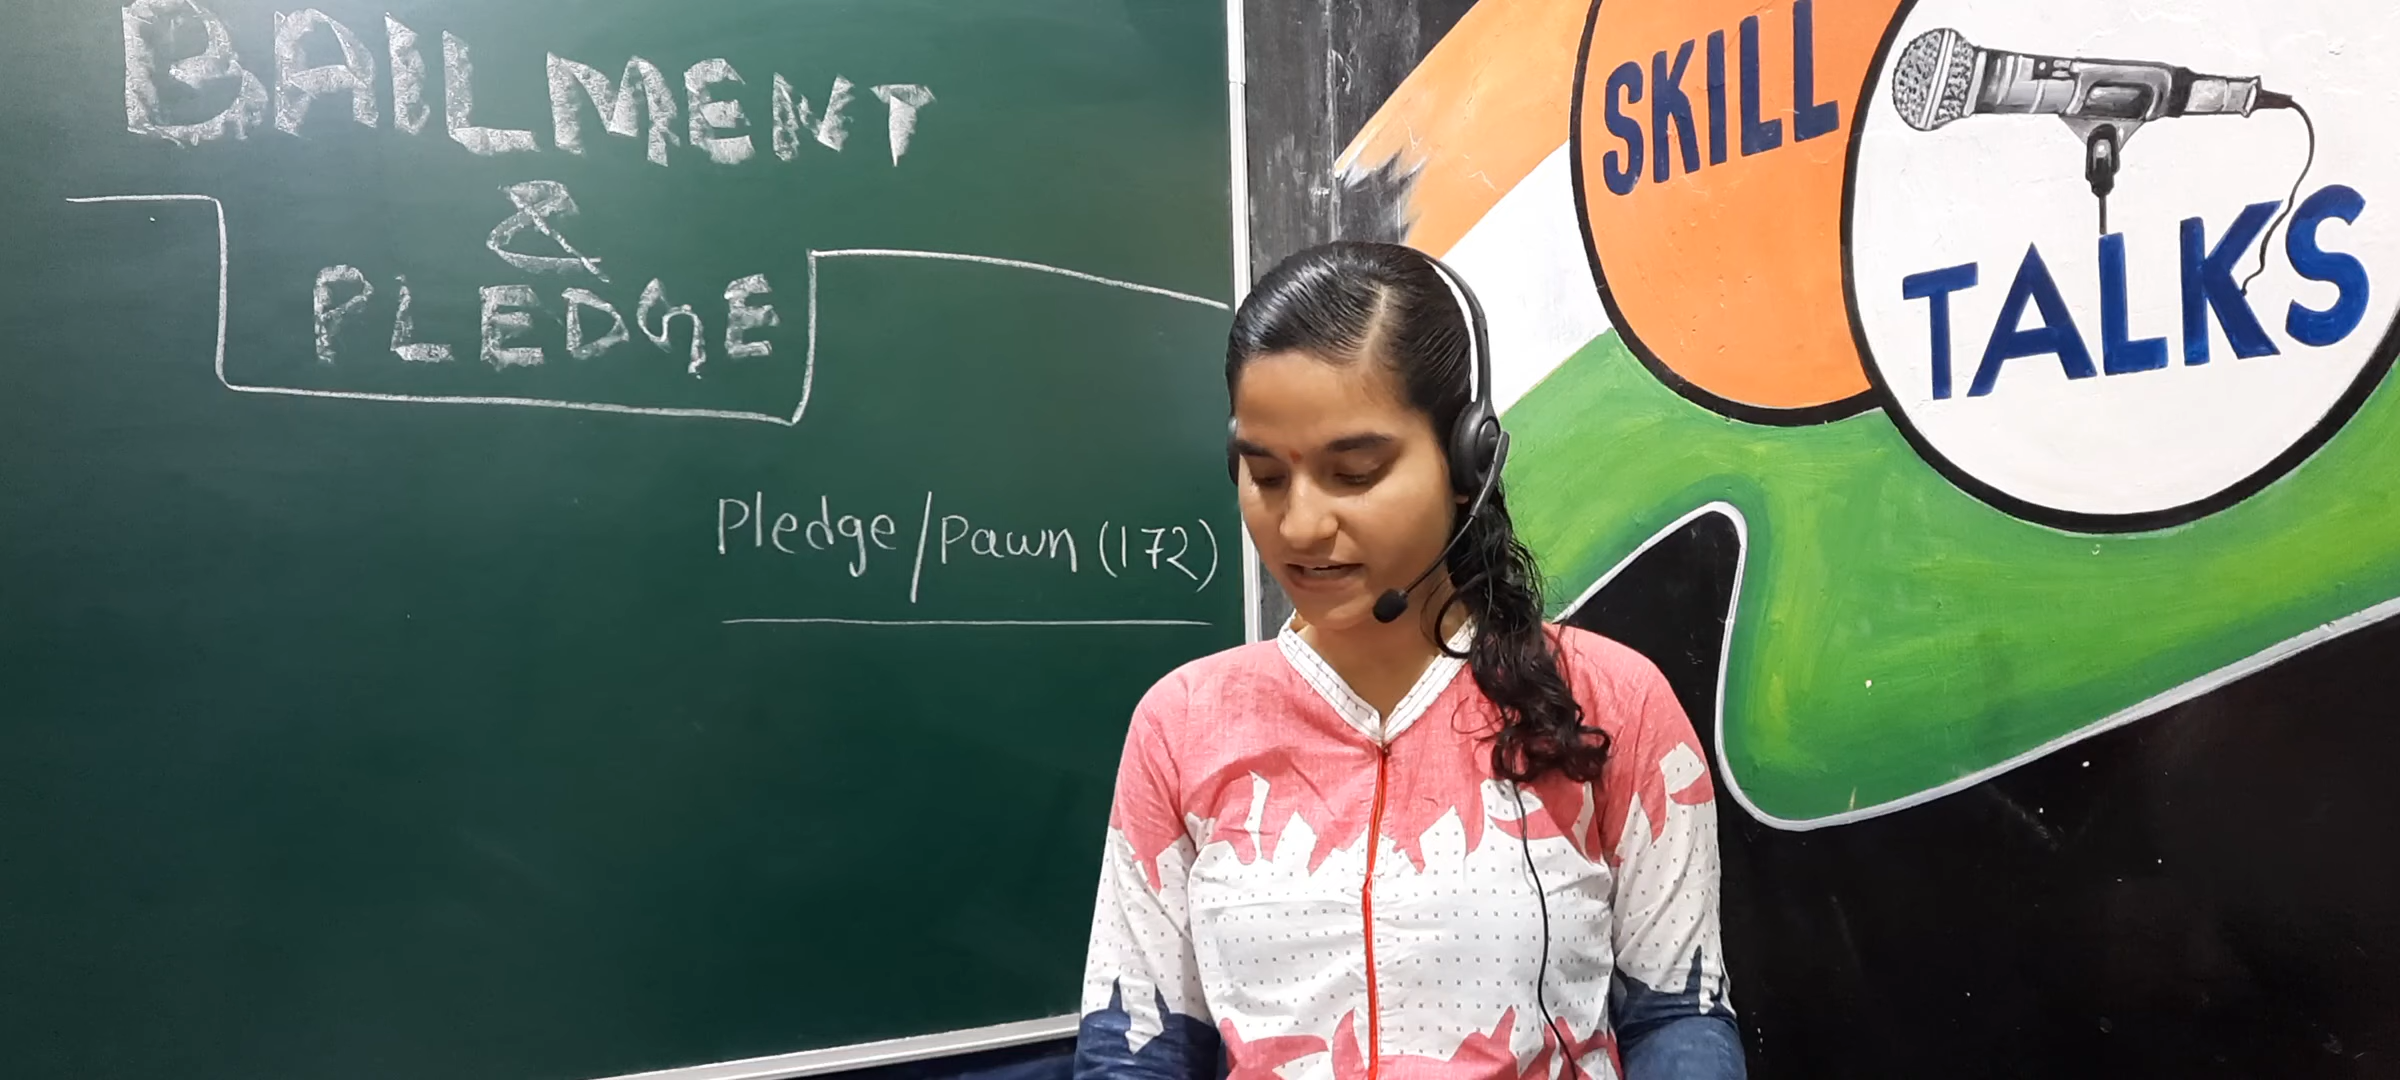 BAILMENT
&
PLEDGE
Pledge/Pawn (172)
SKILL
TALKS